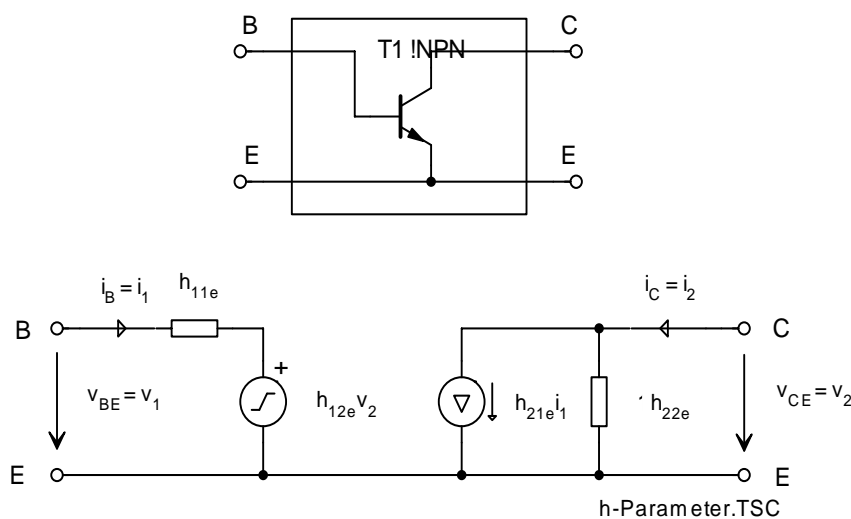 B
T1 !NPN
C
E
E
i_B = i_1
h_11e
i_C = i_2
B
C
+
v_BE = v_1
h_12e v_2
h_21e i_1
h_22e
v_CE = v_2
E
E
h-Parameter.TSC